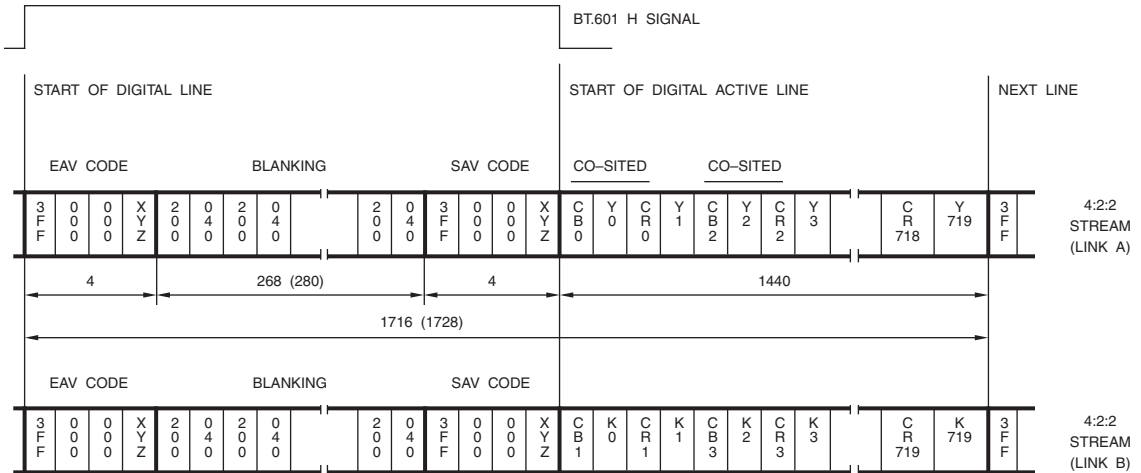 BT.601 H SIGNAL
START OF DIGITAL LINE
START OF DIGITAL ACTIVE LINE
NEXT LINE
EAV CODE
BLANKING
SAV CODE
CO–SITED
CO–SITED
3FF 000 000 XYZ 200 040 200 040 200 040 3FF 000 000 XYZ CB0 Y0 CR0 Y1 CB2 Y2 CR2 Y3 CR718 Y719 3FF
4:2:2
STREAM
(LINK A)
4
268 (280)
4
1440
1716 (1728)
EAV CODE
BLANKING
SAV CODE
3FF 000 000 XYZ 200 040 200 040 200 040 3FF 000 000 XYZ CB1 K0 CR1 K1 CB3 K2 CR3 K3 CR719 K719 3FF
4:2:2
STREAM
(LINK B)